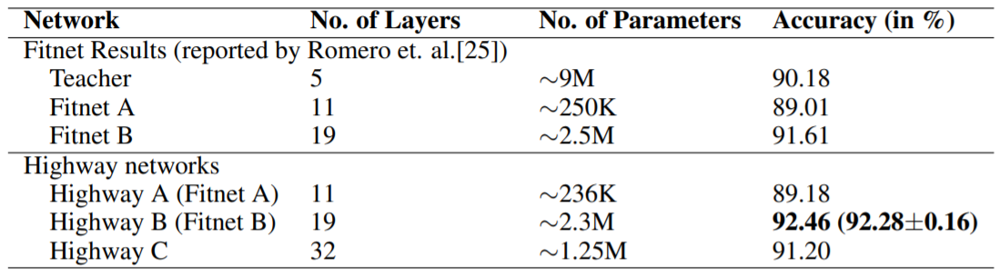 Network No. of Layers No. of Parameters Accuracy (in %)
Fitnet Results (reported by Romero et. al.[25])
Teacher 5 ∼9M 90.18
Fitnet A 11 ∼250K 89.01
Fitnet B 19 ∼2.5M 91.61
Highway networks
Highway A (Fitnet A) 11 ∼236K 89.18
Highway B (Fitnet B) 19 ∼2.3M 92.46 (92.28±0.16)
Highway C 32 ∼1.25M 91.20